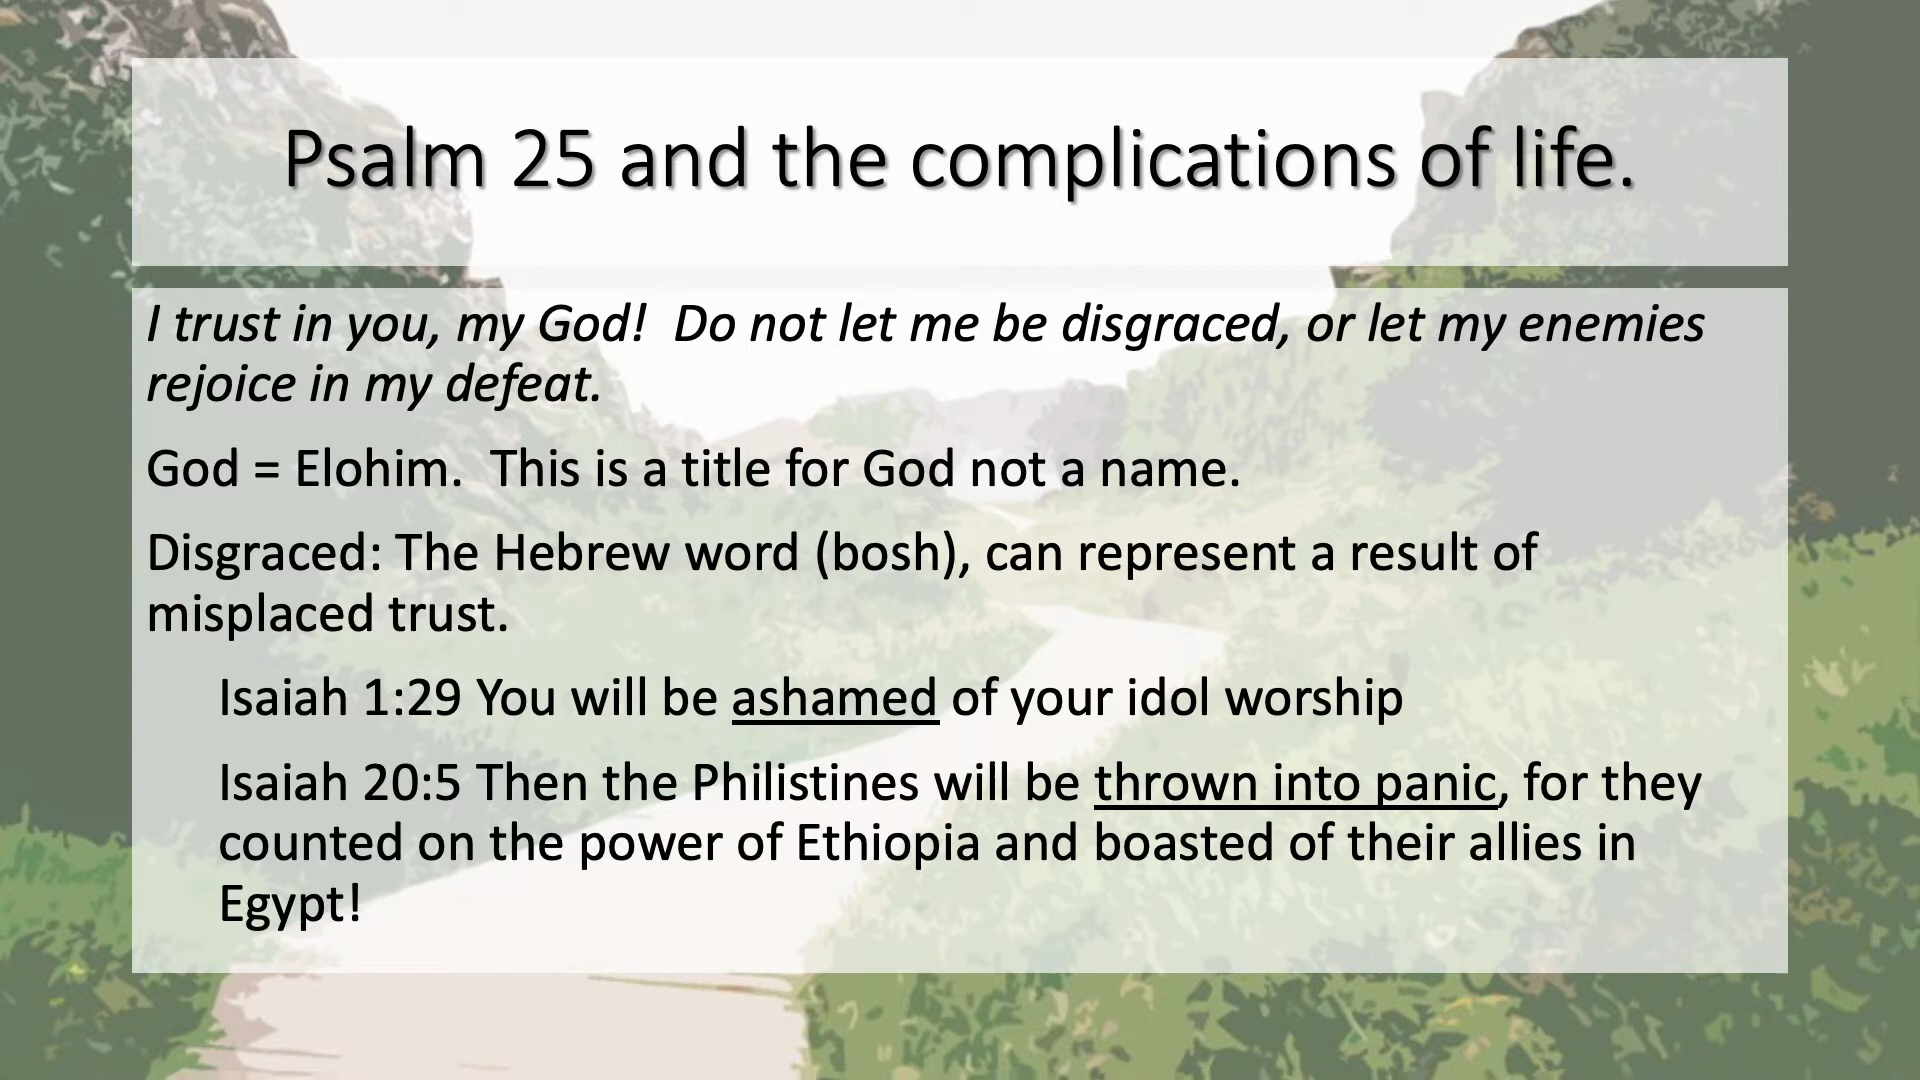 Psalm 25 and the complications of life.
I trust in you, my God!  Do not let me be disgraced, or let my enemies
rejoice in my defeat.
God = Elohim.  This is a title for God not a name.
Disgraced: The Hebrew word (bosh), can represent a result of
misplaced trust.
Isaiah 1:29 You will be ashamed of your idol worship
Isaiah 20:5 Then the Philistines will be thrown into panic, for they
counted on the power of Ethiopia and boasted of their allies in
Egypt!